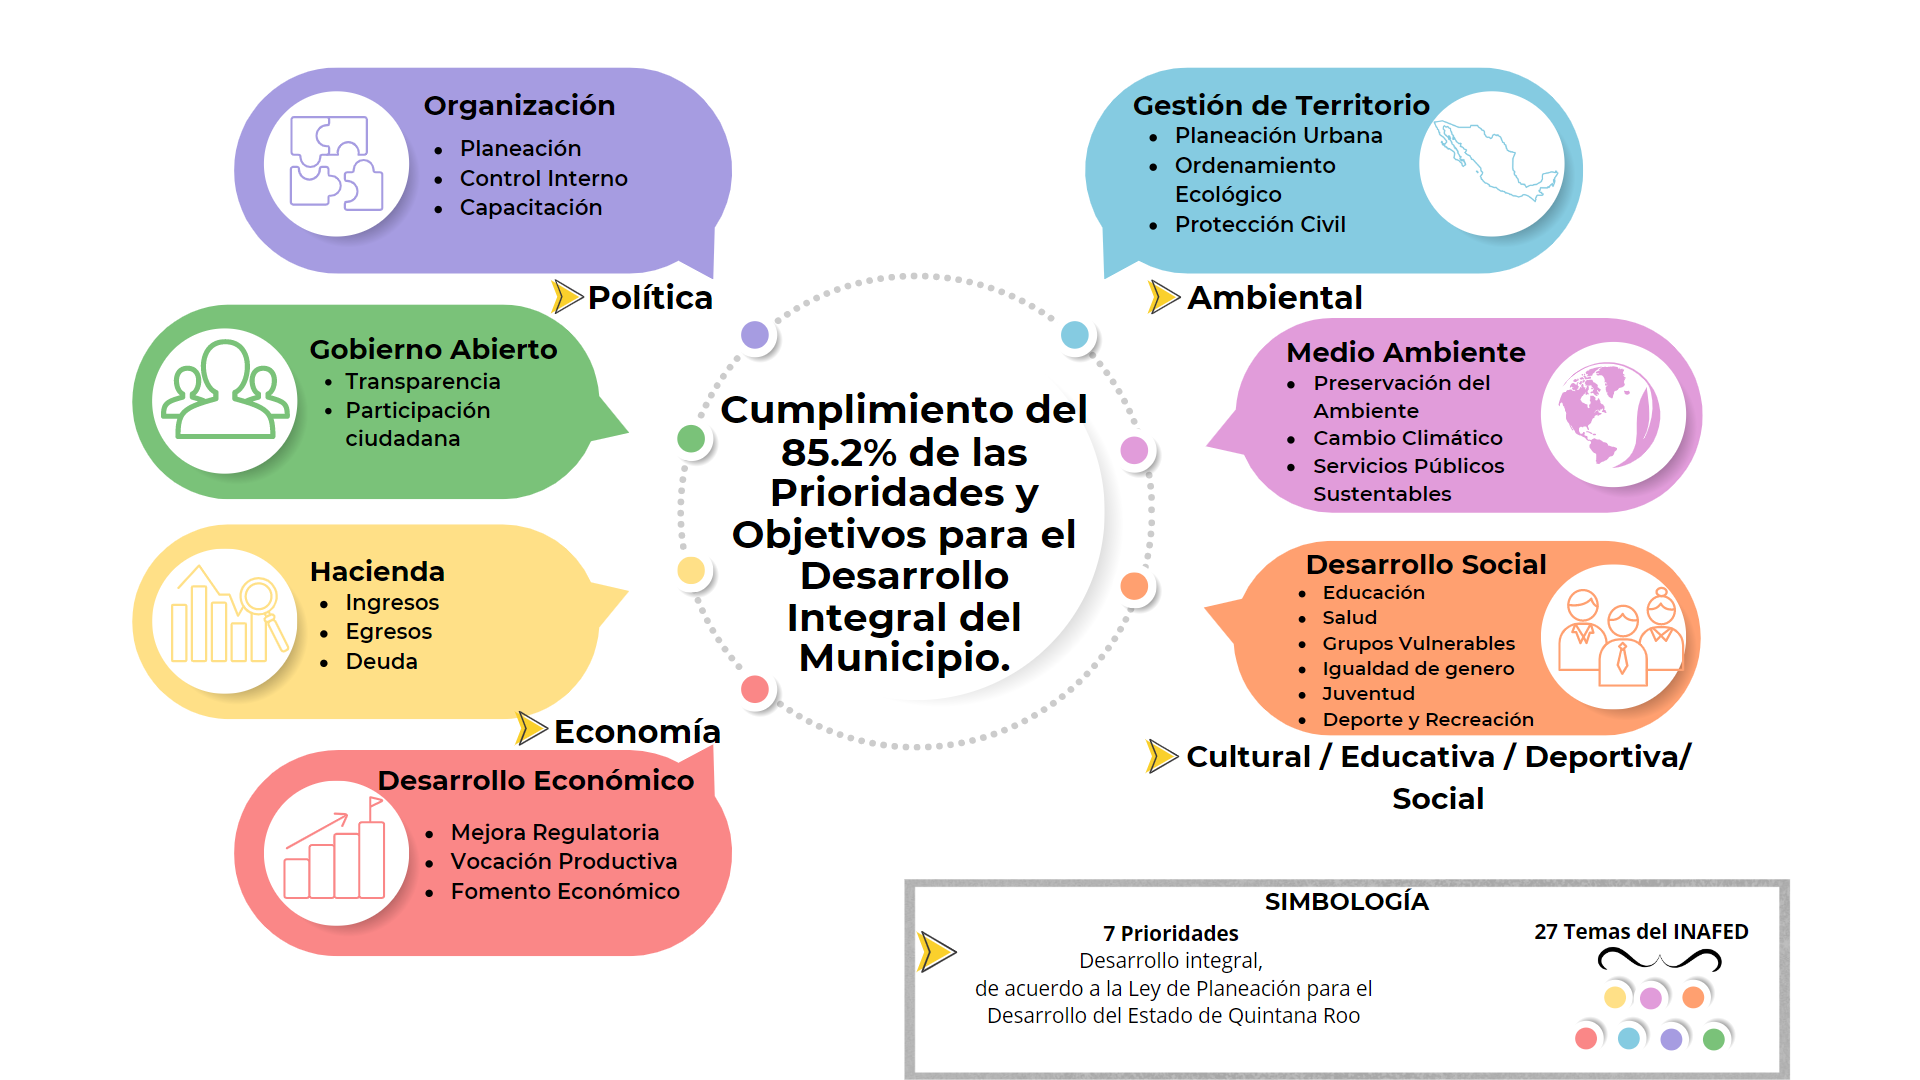 Organización
• Planeación
• Control Interno
• Capacitación
Política
Gobierno Abierto
• Transparencia
• Participación
ciudadana
Hacienda
• Ingresos
• Egresos
• Deuda
Economía
Desarrollo Económico
• Mejora Regulatoria
• Vocación Productiva
• Fomento Económico
Cumplimiento del
85.2% de las
Prioridades y
Objetivos para el
Desarrollo
Integral del
Municipio.
Gestión de Territorio
• Planeación Urbana
• Ordenamiento
Ecológico
• Protección Civil
Ambiental
Medio Ambiente
• Preservación del
Ambiente
• Cambio Climático
• Servicios Públicos
Sustentables
Desarrollo Social
• Educación
• Salud
• Grupos Vulnerables
• Igualdad de genero
• Juventud
• Deporte y Recreación
Cultural / Educativa / Deportiva/
Social
SIMBOLOGÍA
7 Prioridades
Desarrollo integral,
de acuerdo a la Ley de Planeación para el
Desarrollo del Estado de Quintana Roo
27 Temas del INAFED